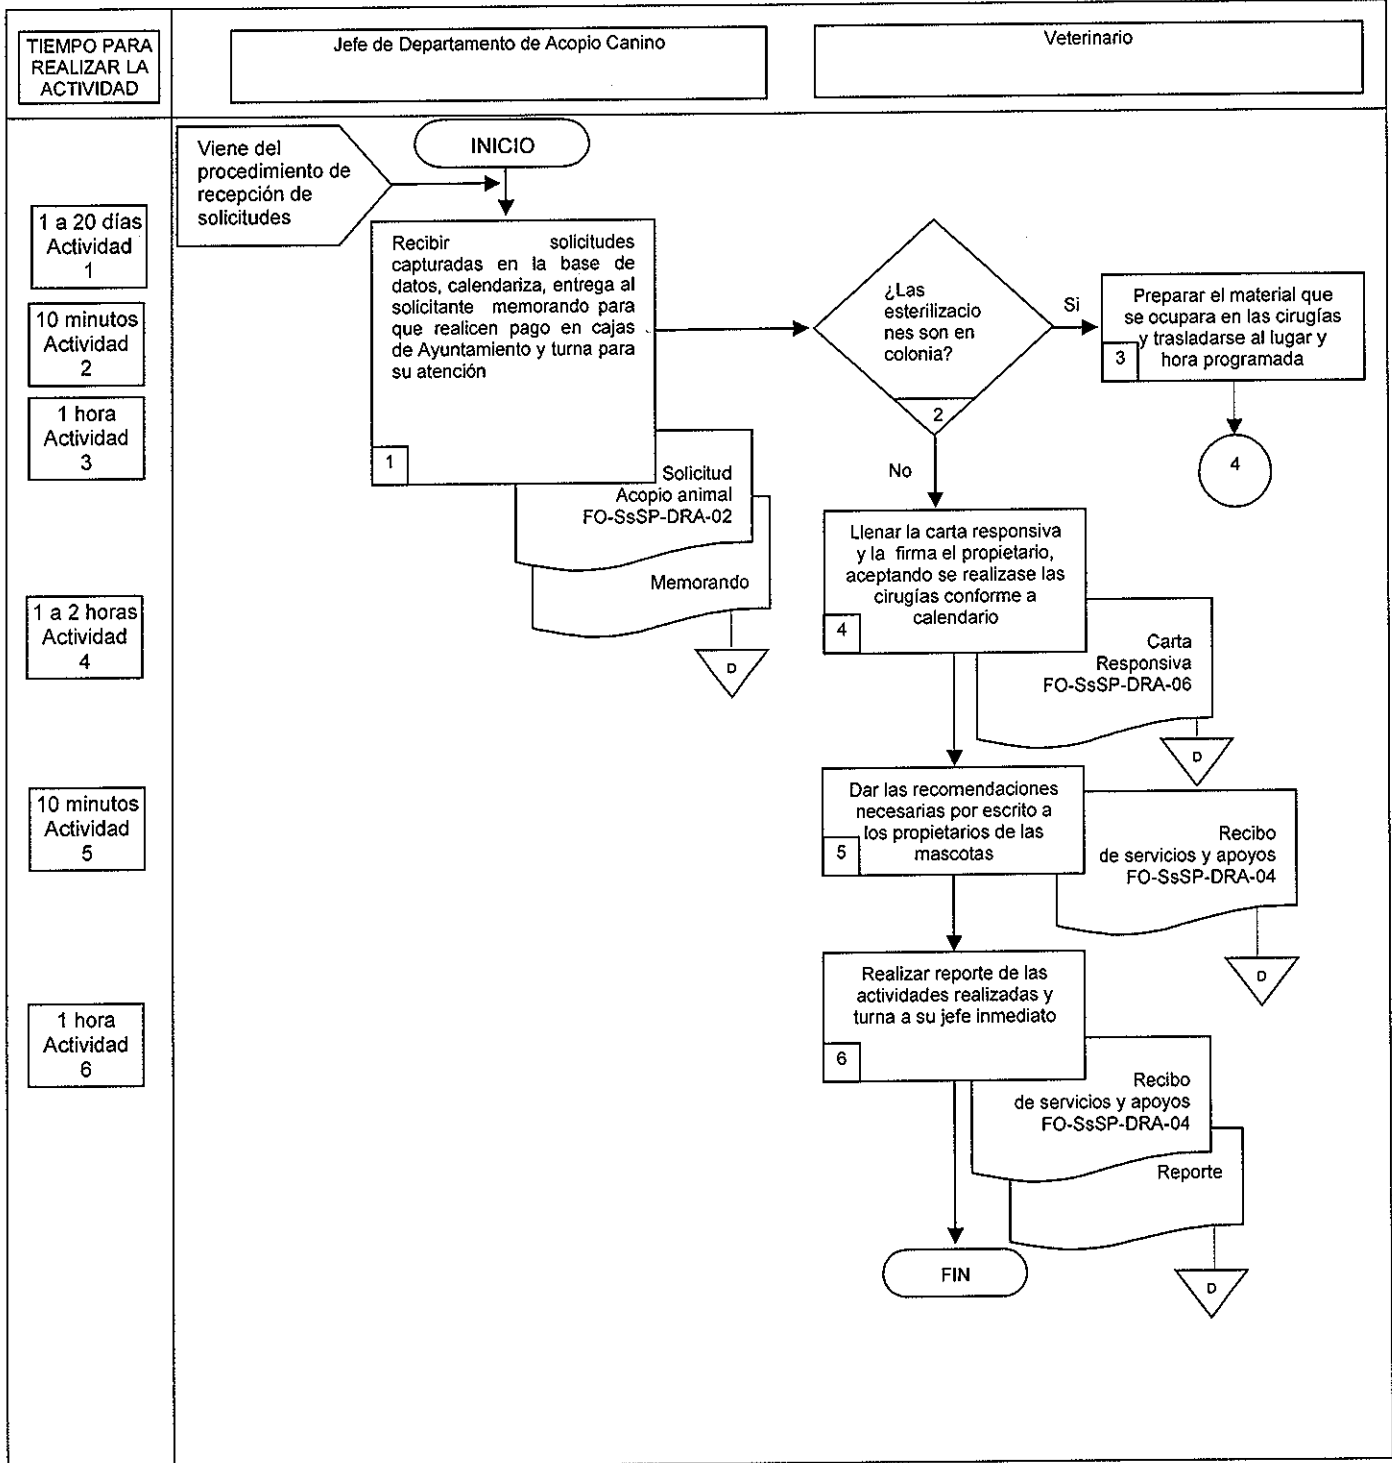 TIEMPO PARA
REALIZAR LA
ACTIVIDAD
Jefe de Departamento de Acopio Canino
Veterinario
INICIO
Viene del
procedimiento de
recepción de
solicitudes
1 a 20 días
Actividad
1
10 minutos
Actividad
2
1 hora
Actividad
3
1 a 2 horas
Actividad
4
10 minutos
Actividad
5
1 hora
Actividad
6
Recibir solicitudes
capturadas en la base de
datos, calendariza, entrega al
solicitante memorando para
que realicen pago en cajas
de Ayuntamiento y turna para
su atención
1
Solicitud
Acopio animal
FO-SsSP-DRA-02
Memorando
D
¿Las
esterilizacio
nes son en
colonia?
2
Si
No
Preparar el material que
se ocupara en las cirugías
y trasladarse al lugar y
hora programada
3
4
Llenar la carta responsiva
y la firma el propietario,
aceptando se realizase las
cirugías conforme a
calendario
4
Carta
Responsiva
FO-SsSP-DRA-06
D
Dar las recomendaciones
necesarias por escrito a
los propietarios de las
mascotas
5
Recibo
de servicios y apoyos
FO-SsSP-DRA-04
D
Realizar reporte de las
actividades realizadas y
turna a su jefe inmediato
6
Recibo
de servicios y apoyos
FO-SsSP-DRA-04
Reporte
D
FIN